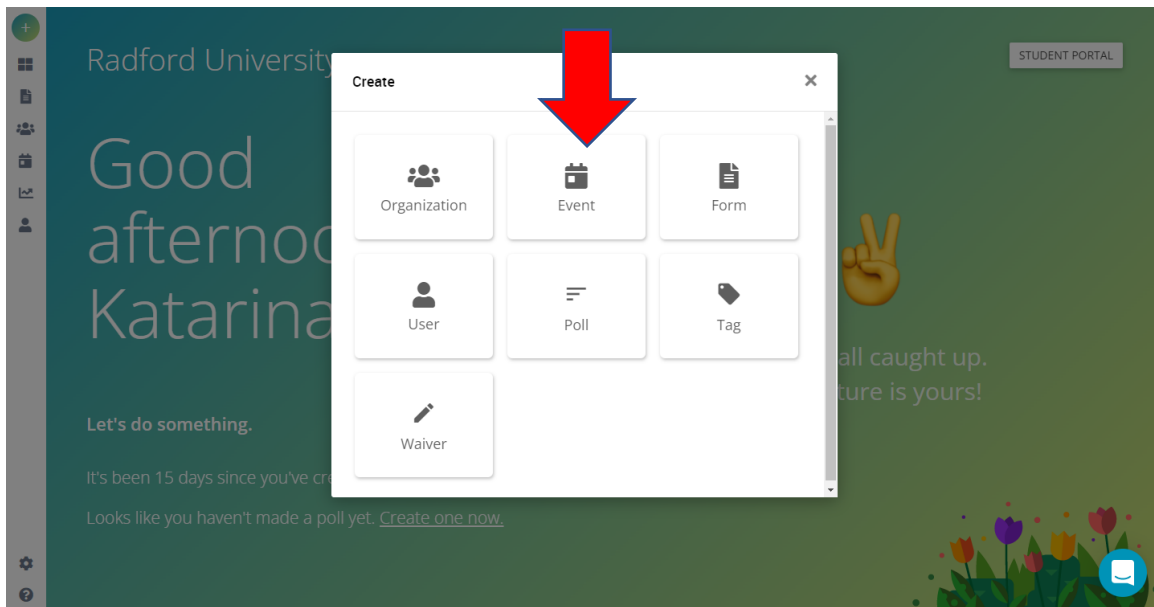 Radford University
STUDENT PORTAL
Create
Organization
Event
Form
User
Poll
Tag
Waiver
Good
afternoo
Katarina
all caught up.
ture is yours!
Let's do something.
It's been 15 days since you've cre
Looks like you haven't made a poll yet. Create one now.